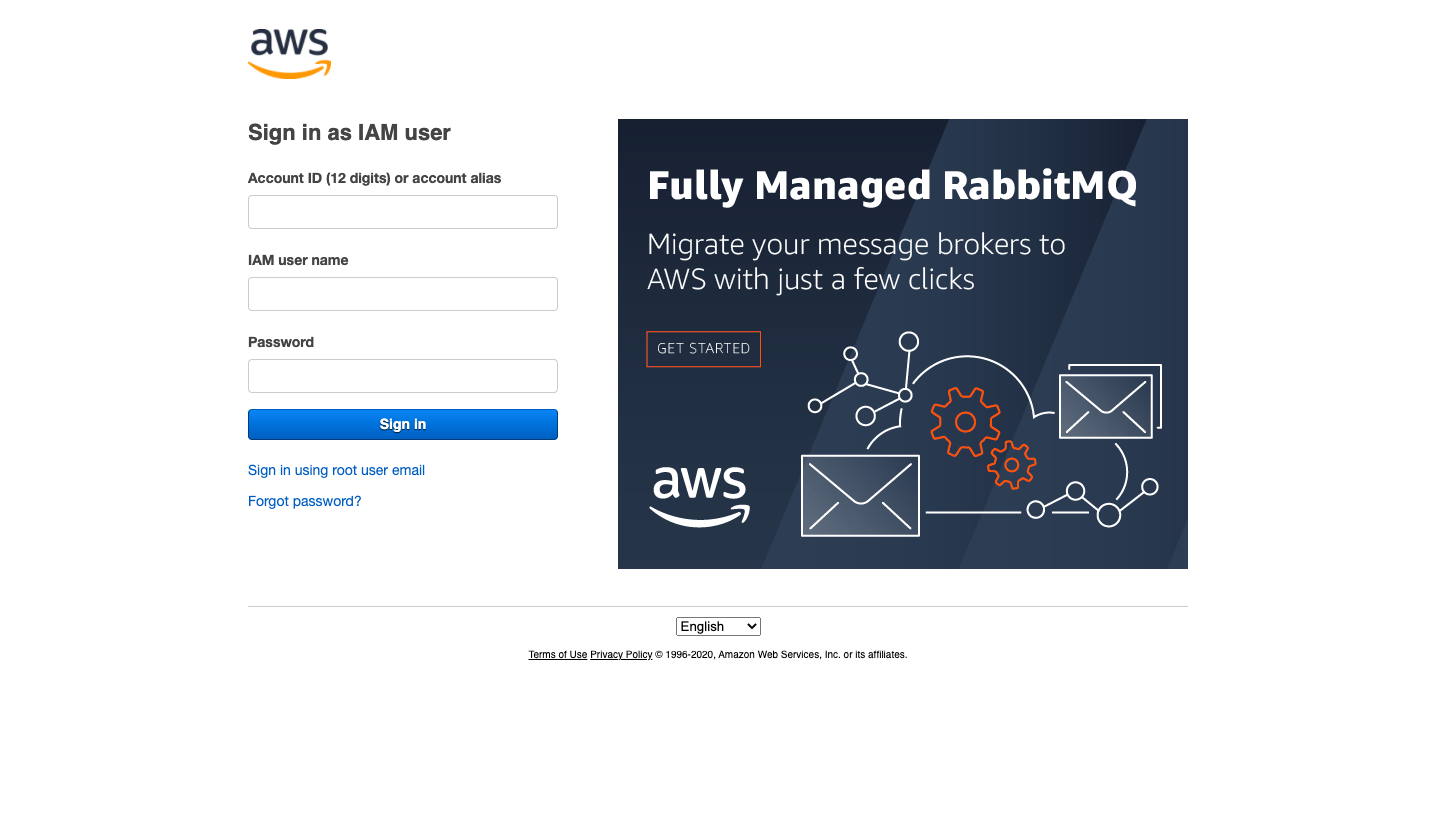 aws
Sign in as IAM user
Account ID (12 digits) or account alias
IAM user name
Password
Sign in
Sign in using root user email
Forgot password?
Fully Managed RabbitMQ
Migrate your message brokers to
AWS with just a few clicks
GET STARTED
aws
English
Terms of Use Privacy Policy © 1996-2020, Amazon Web Services, Inc. or its affiliates.